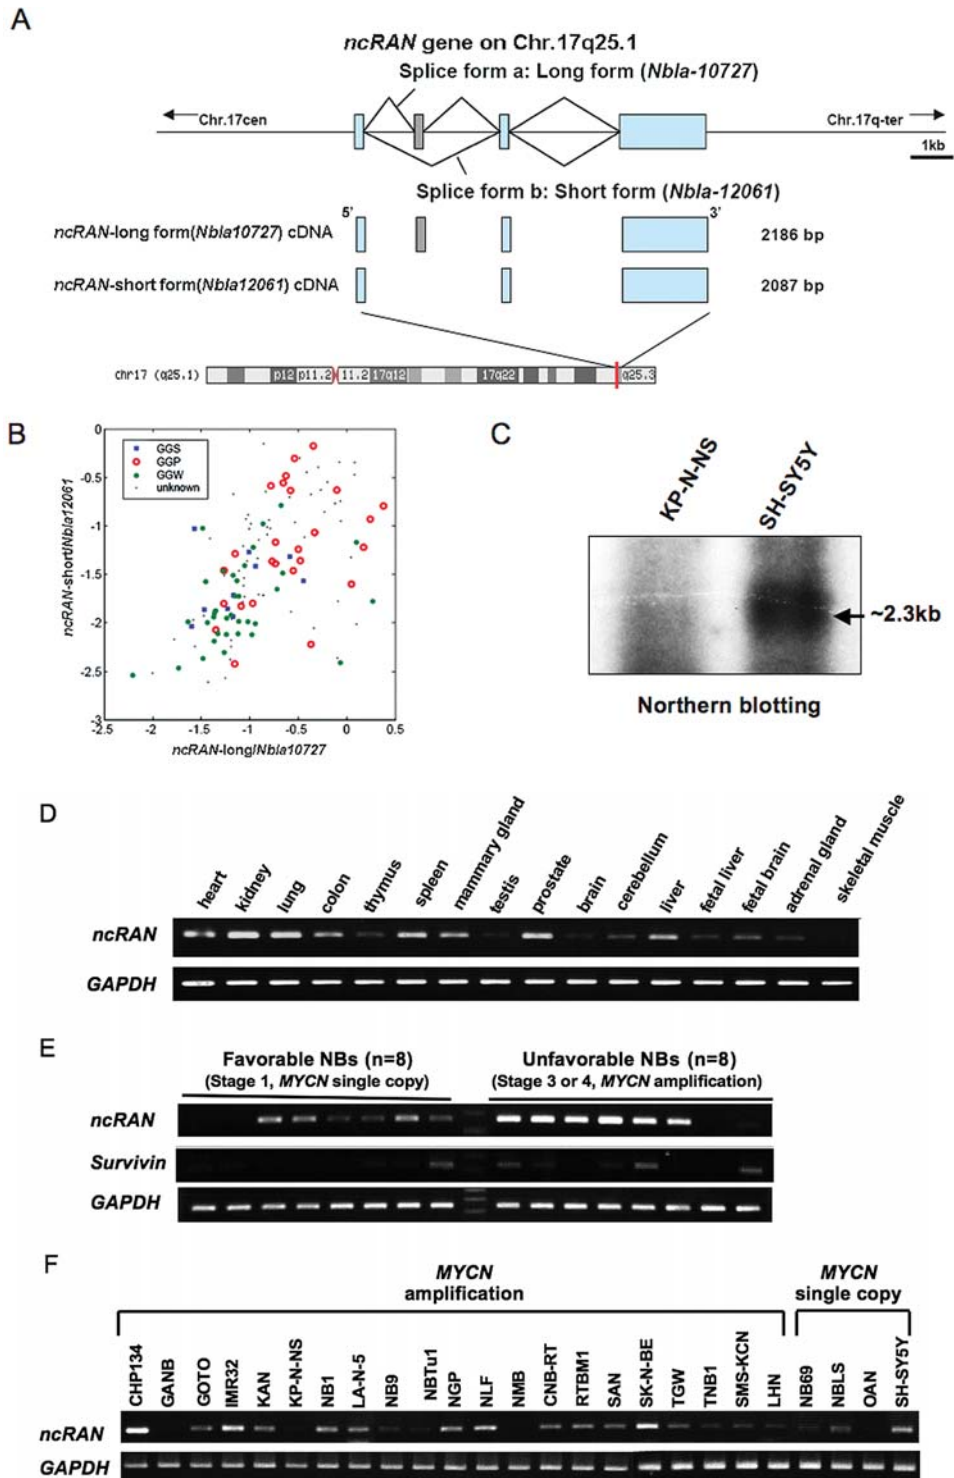 A
ncRAN gene on Chr.17q25.1
Splice form a: Long form (Nbla-10727)
Chr.17cen
Chr.17q-ter
1kb
Splice form b: Short form (Nbla-12061)
5’
3’
ncRAN-long form(Nbla10727) cDNA
2186 bp
ncRAN-short form(Nbla12061) cDNA
2087 bp
chr17 (q25.1) p12 p11.2 11.2 17q12 17q22 q25.3
B
GGS
GGP
GGW
unknown
0
-0.5
-1
-1.5
-2
-2.5
-3
ncRAN-short/Nbla12061
-2.5 -2 -1.5 -1 -0.5 0 0.5
ncRAN-long/Nbla10727
C
KP-N-NS
SH-SY5Y
~2.3kb
Northern blotting
D
heart
kidney
lung
colon
thymus
spleen
mammary gland
testis
prostate
brain
cerebellum
liver
fetal liver
fetal brain
adrenal gland
skeletal muscle
ncRAN
GAPDH
E
Favorable NBs (n=8)
(Stage 1, MYCN single copy)
Unfavorable NBs (n=8)
(Stage 3 or 4, MYCN amplification)
ncRAN
Survivin
GAPDH
F
MYCN
amplification
MYCN
single copy
CHP134
GANB
GOTO
IMR32
KAN
KP-N-NS
NB1
LA-N-5
NB9
NBTu1
NGP
NLF
NMB
CNB-RT
RTBM1
SAN
SK-N-BE
TGW
TNB1
SMS-KCN
LHN
NB69
NBLS
OAN
SH-SY5Y
ncRAN
GAPDH